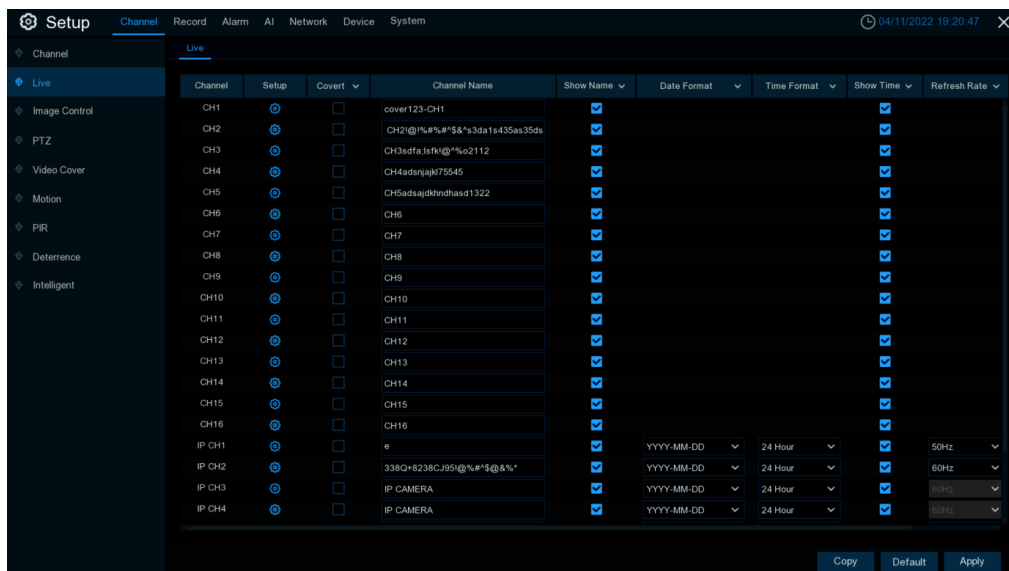 Setup Channel Record Alarm AI Network Device System 04/11/2022 19:20:47
Channel
Live
Image Control
PTZ
Video Cover
Motion
PIR
Deterrence
Intelligent
Live
Channel Setup Covert Channel Name Show Name Date Format Time Format Show Time Refresh Rate
CH1 cover123-CH1
CH2 CH2!@!%#%#^$&^s3da1s435as35ds
CH3 CH3sdfa;lsfk!@^%o2112
CH4 CH4adsnjajkl75545
CH5 CH5adsajdkhndhasd1322
CH6 CH6
CH7 CH7
CH8 CH8
CH9 CH9
CH10 CH10
CH11 CH11
CH12 CH12
CH13 CH13
CH14 CH14
CH15 CH15
CH16 CH16
IP CH1 e YYYY-MM-DD 24 Hour 50Hz
IP CH2 338Q+8238CJ95!@%#^$@&%* YYYY-MM-DD 24 Hour 60Hz
IP CH3 IP CAMERA YYYY-MM-DD 24 Hour 60Hz
IP CH4 IP CAMERA YYYY-MM-DD 24 Hour 60Hz
Copy Default Apply